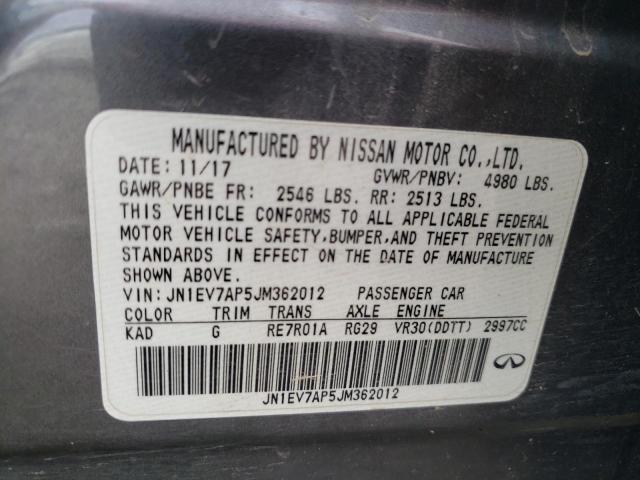 MANUFACTURED BY NISSAN MOTOR CO.,LTD.
DATE: 11/17 GVWR/PNBV: 4980 LBS.
GAWR/PNBE FR: 2546 LBS. RR: 2513 LBS.
THIS VEHICLE CONFORMS TO ALL APPLICABLE FEDERAL
MOTOR VEHICLE SAFETY,BUMPER,AND THEFT PREVENTION
STANDARDS IN EFFECT ON THE DATE OF MANUFACTURE
SHOWN ABOVE.
VIN: JN1EV7AP5JM362012 PASSENGER CAR
COLOR TRIM TRANS AXLE ENGINE
KAD G RE7R01A RG29 VR30(DDTT) 2997CC
JN1EV7AP5JM362012